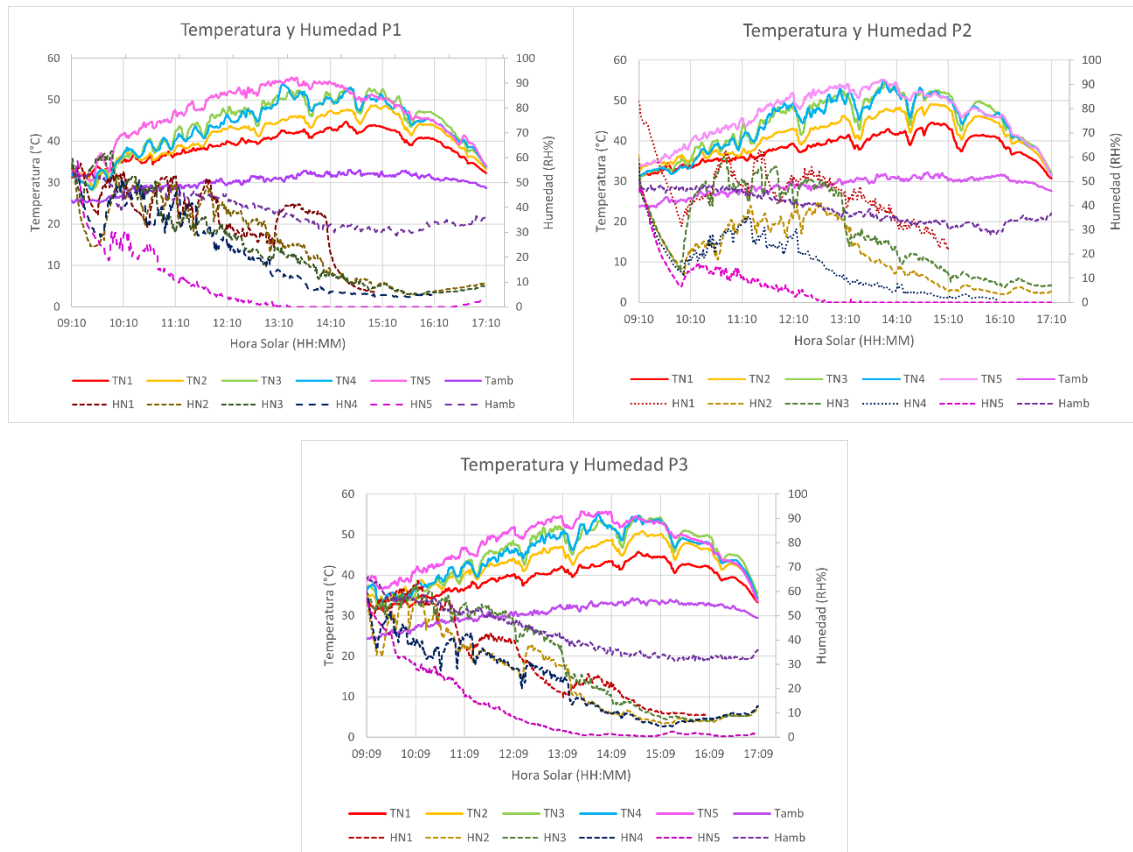 Temperatura y Humedad P1
60
50
40
30
20
10
0
Temperatura (°C)
100
90
80
70
60
50
40
30
20
10
0
Humedad (RH%)
09:10 10:10 11:10 12:10 13:10 14:10 15:10 16:10 17:10
Hora Solar (HH:MM)
TN1 TN2 TN3 TN4 TN5 Tamb
HN1 HN2 HN3 HN4 HN5 Hamb
Temperatura y Humedad P2
60
50
40
30
20
10
0
Temperatura (°C)
100
90
80
70
60
50
40
30
20
10
0
Humedad (RH%)
09:10 10:10 11:10 12:10 13:10 14:10 15:10 16:10 17:10
Hora Solar (HH:MM)
TN1 TN2 TN3 TN4 TN5 Tamb
HN1 HN2 HN3 HN4 HN5 Hamb
Temperatura y Humedad P3
60
50
40
30
20
10
0
Temperatura (°C)
100
90
80
70
60
50
40
30
20
10
0
Humedad (RH%)
09:09 10:09 11:09 12:09 13:09 14:09 15:09 16:09 17:09
Hora Solar (HH:MM)
TN1 TN2 TN3 TN4 TN5 Tamb
HN1 HN2 HN3 HN4 HN5 Hamb